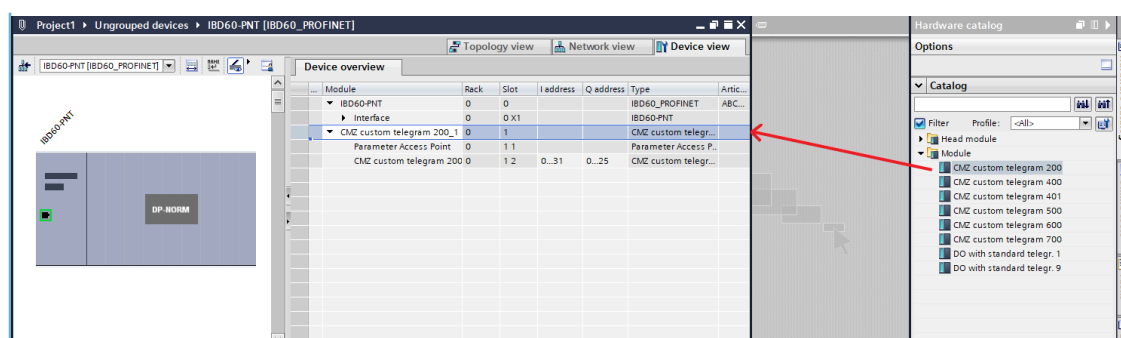 Project1 ▸ Ungrouped devices ▸ IBD60-PNT [IBD60_PROFINET]
Topology view Network view Device view
IBD60-PNT [IBD60_PROFINET]
IBD60-PNT
DP-NORM
Device overview
... Module Rack Slot I address Q address Type Artic...
IBD60-PNT 0 0 IBD60_PROFINET ABC...
Interface 0 0 X1 IBD60-PNT
CMZ custom telegram 200_1 0 1 CMZ custom telegr...
Parameter Access Point 0 1 1 Parameter Access P..
CMZ custom telegram 200 0 1 2 0...31 0...25 CMZ custom telegr...
Hardware catalog
Options
Catalog
Filter Profile: <All>
Head module
Module
CMZ custom telegram 200
CMZ custom telegram 400
CMZ custom telegram 401
CMZ custom telegram 500
CMZ custom telegram 600
CMZ custom telegram 700
DO with standard telegr. 1
DO with standard telegr. 9